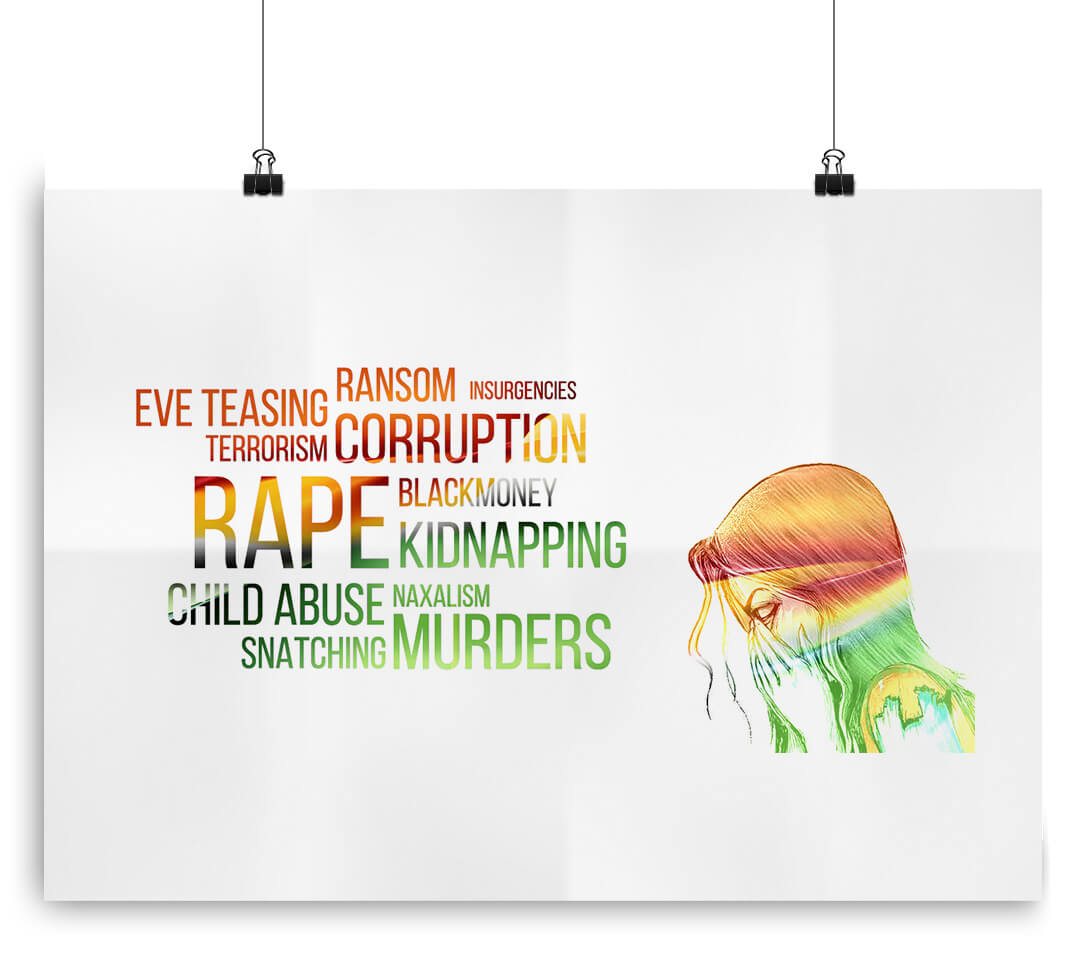 RANSOM INSURGENCIES
EVE TEASING
TERRORISM CORRUPTION
RAPE BLACKMONEY
KIDNAPPING
CHILD ABUSE NAXALISM
SNATCHING MURDERS